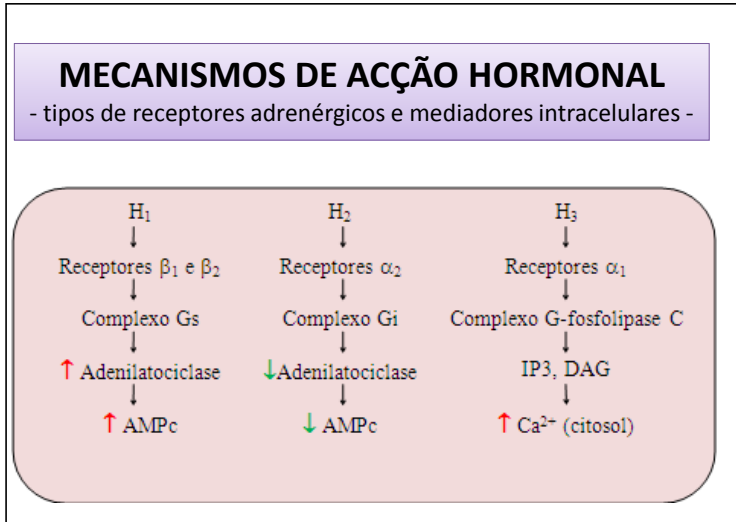 MECANISMOS DE ACÇÃO HORMONAL
- tipos de receptores adrenérgicos e mediadores intracelulares -
H₁
↓
Receptores β₁ e β₂
↓
Complexo Gs
↓
↑ Adenilatociclase
↓
↑ AMPc
H₂
↓
Receptores α₂
↓
Complexo Gi
↓
↓Adenilatociclase
↓
↓ AMPc
H₃
↓
Receptores α₁
↓
Complexo G-fosfolipase C
↓
IP3, DAG
↓
↑ Ca²⁺ (citosol)